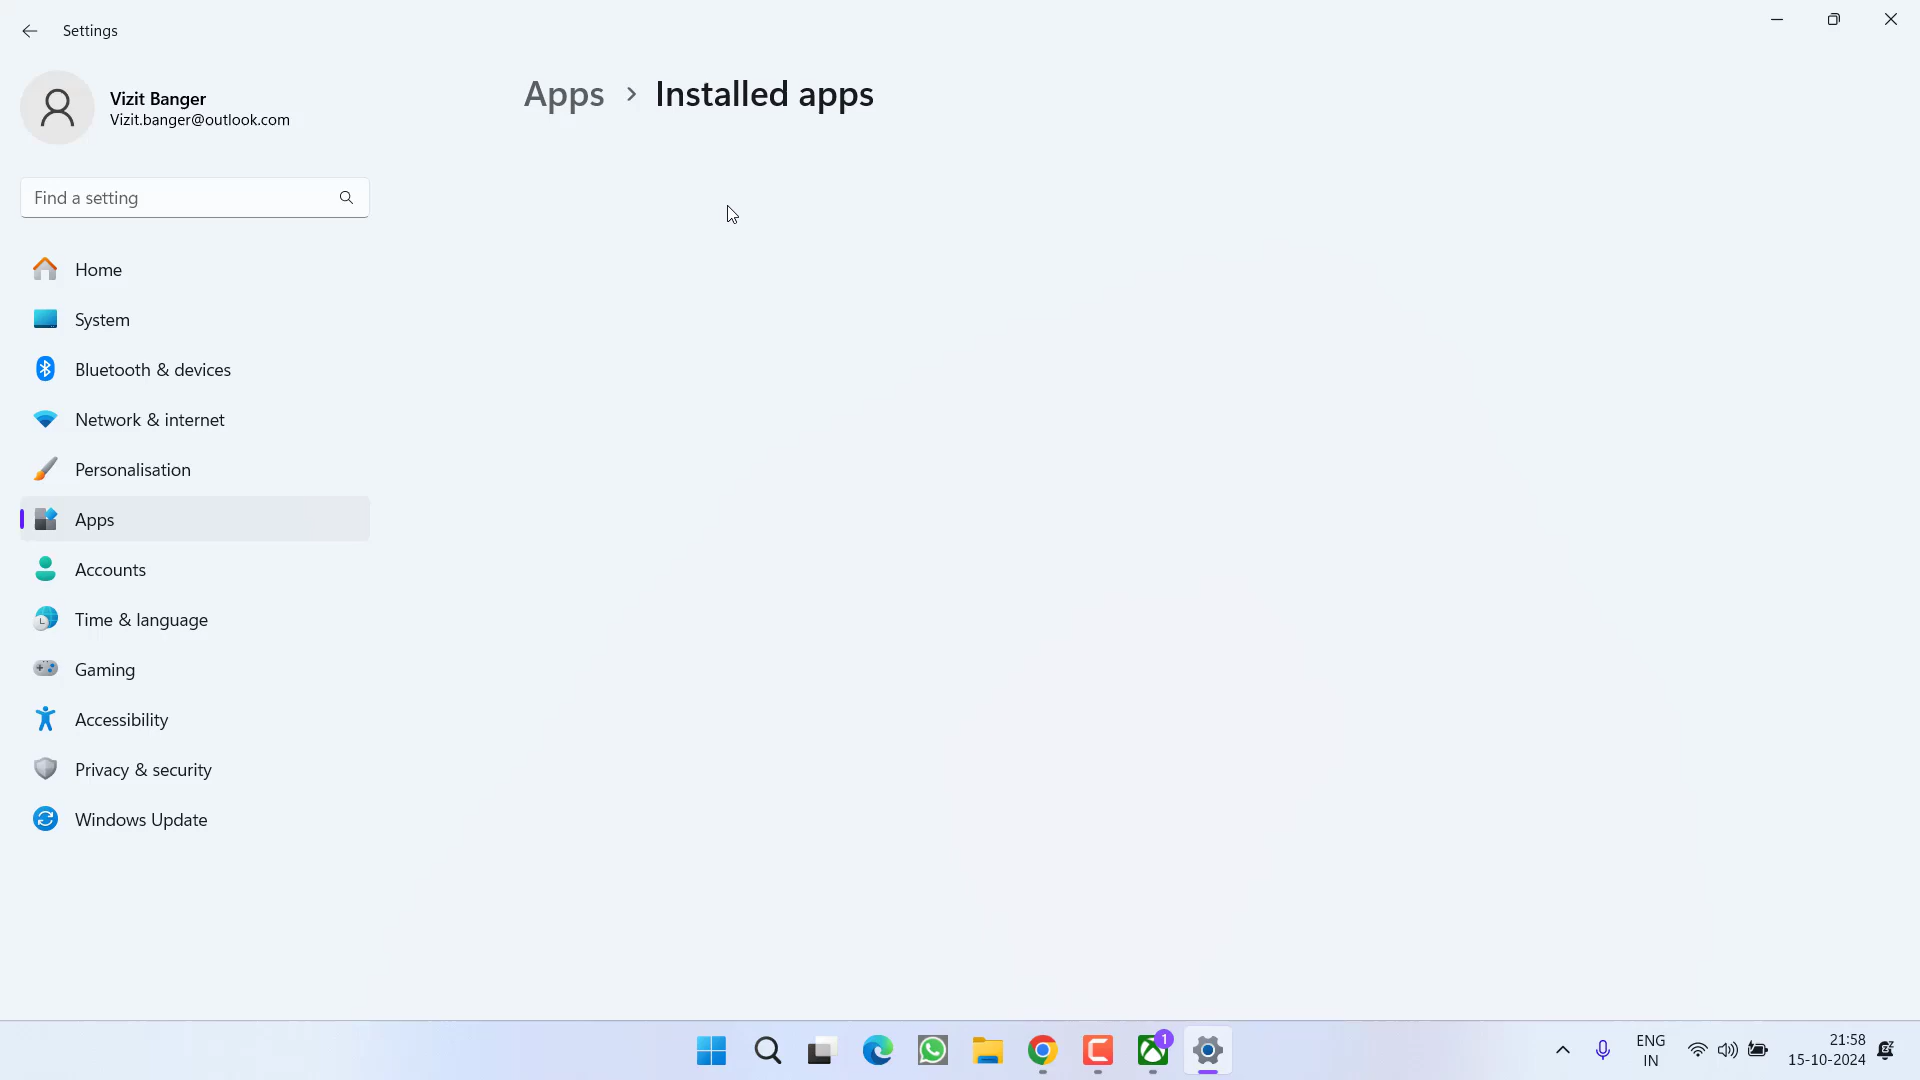 Settings
Vizit Banger
Vizit.banger@outlook.com
Apps > Installed apps
Find a setting
Home
System
Bluetooth & devices
Network & internet
Personalisation
Apps
Accounts
Time & language
Gaming
Accessibility
Privacy & security
Windows Update
1
ENG
IN
21:58
15-10-2024